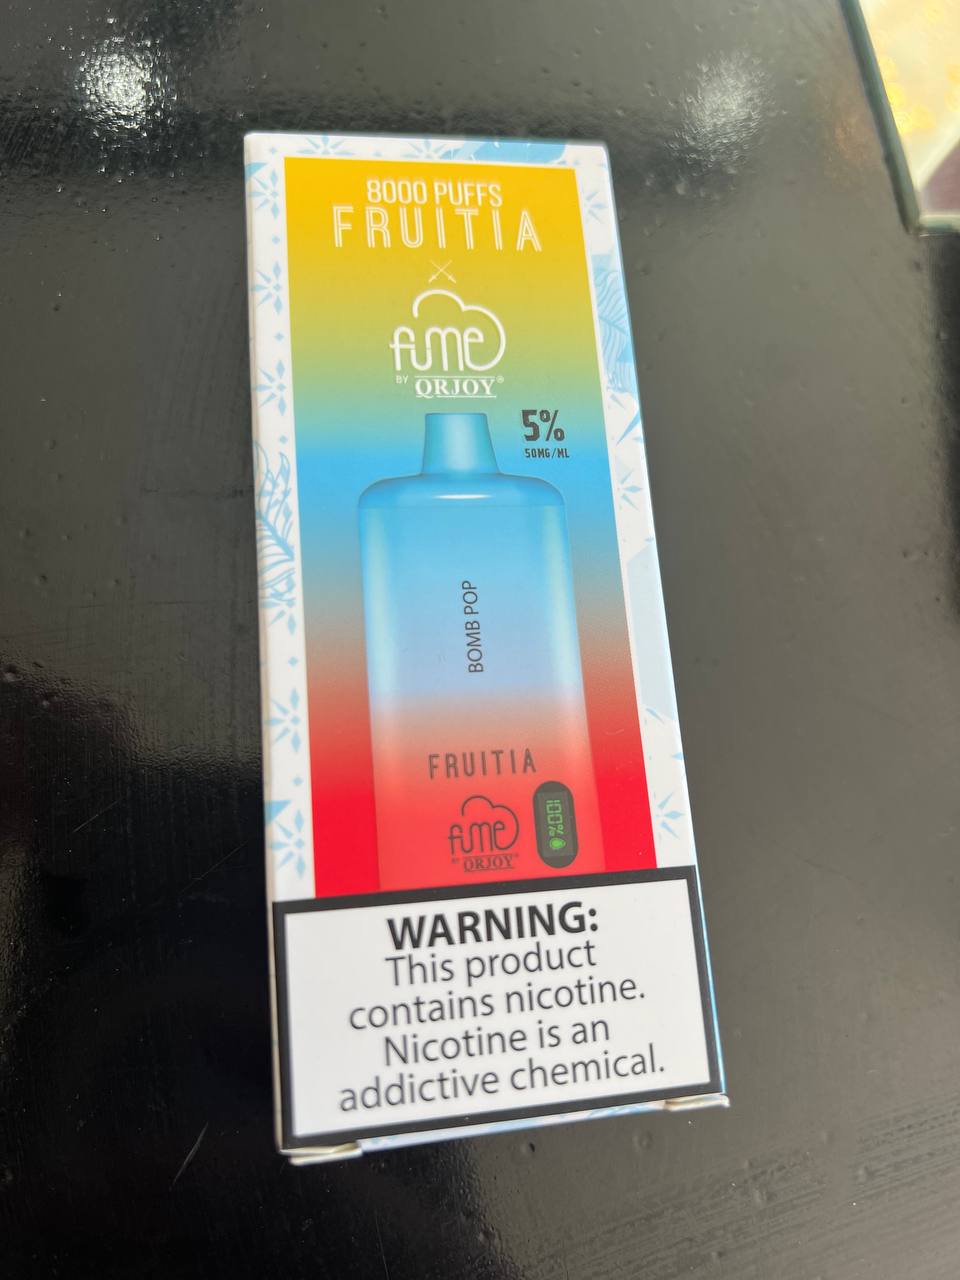 8000 PUFFS
FRUITIA
fume
BY QRJOY®
5%
50MG/ML
BOMB POP
FRUITIA
fume
BY QRJOY®
100%
WARNING:
This product
contains nicotine.
Nicotine is an
addictive chemical.